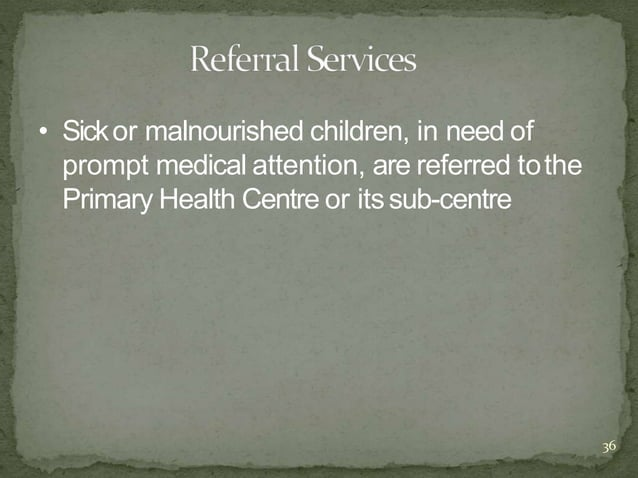 Referral Services
• Sick or malnourished children, in need of
prompt medical attention, are referred to the
Primary Health Centre or its sub-centre
36